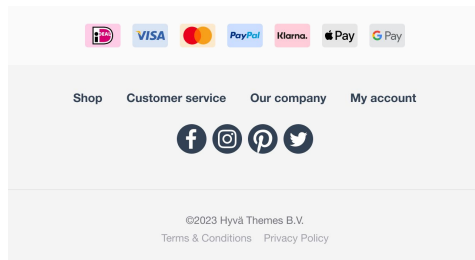 iDEAL VISA PayPal Klarna. Pay G Pay
Shop Customer service Our company My account
©2023 Hyvä Themes B.V.
Terms & Conditions Privacy Policy